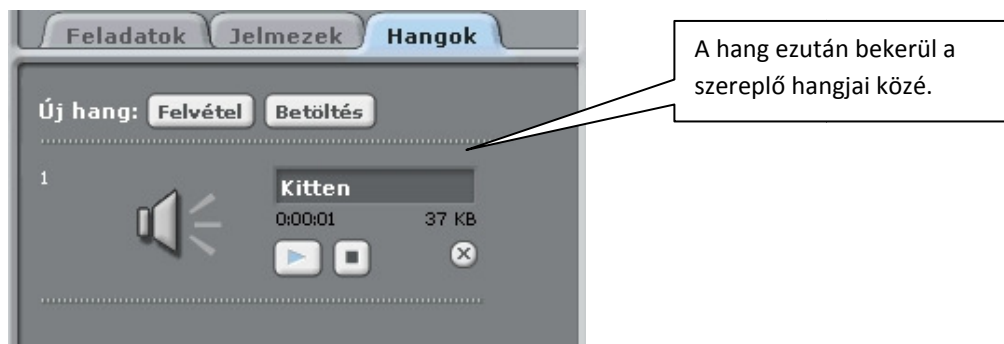 Feladatok Jelmezek Hangok
A hang ezután bekerül a
szereplő hangjai közé.
Új hang: Felvétel Betöltés
1
Kitten
0:00:01 37 KB